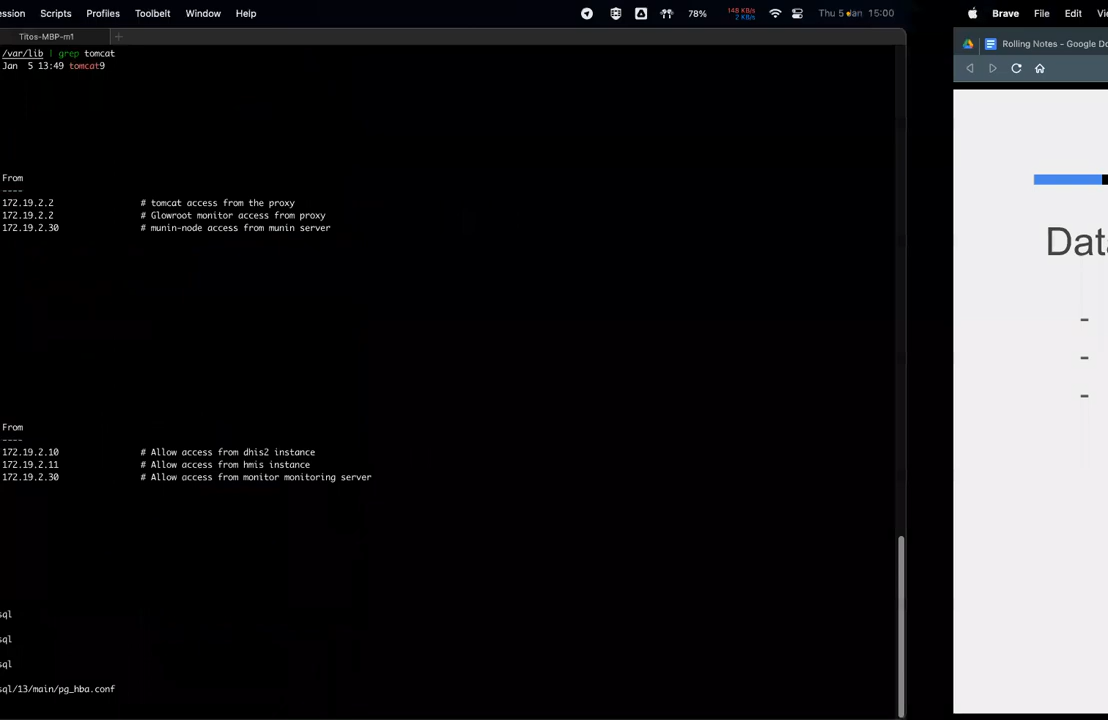 ession Scripts Profiles Toolbelt Window Help 78% 148 KB/s 2 KB/s Thu 5 Jan 15:00
Brave File Edit Vi
Titos-MBP-m1 +
Rolling Notes - Google Do
/var/lib | grep tomcat
Jan 5 13:49 tomcat9
From
----
172.19.2.2 # tomcat access from the proxy
172.19.2.2 # Glowroot monitor access from proxy
172.19.2.30 # munin-node access from munin server
From
----
172.19.2.10 # Allow access from dhis2 instance
172.19.2.11 # Allow access from hmis instance
172.19.2.30 # Allow access from monitor monitoring server
sql
sql
sql
sql/13/main/pg_hba.conf
Dat
-
-
-